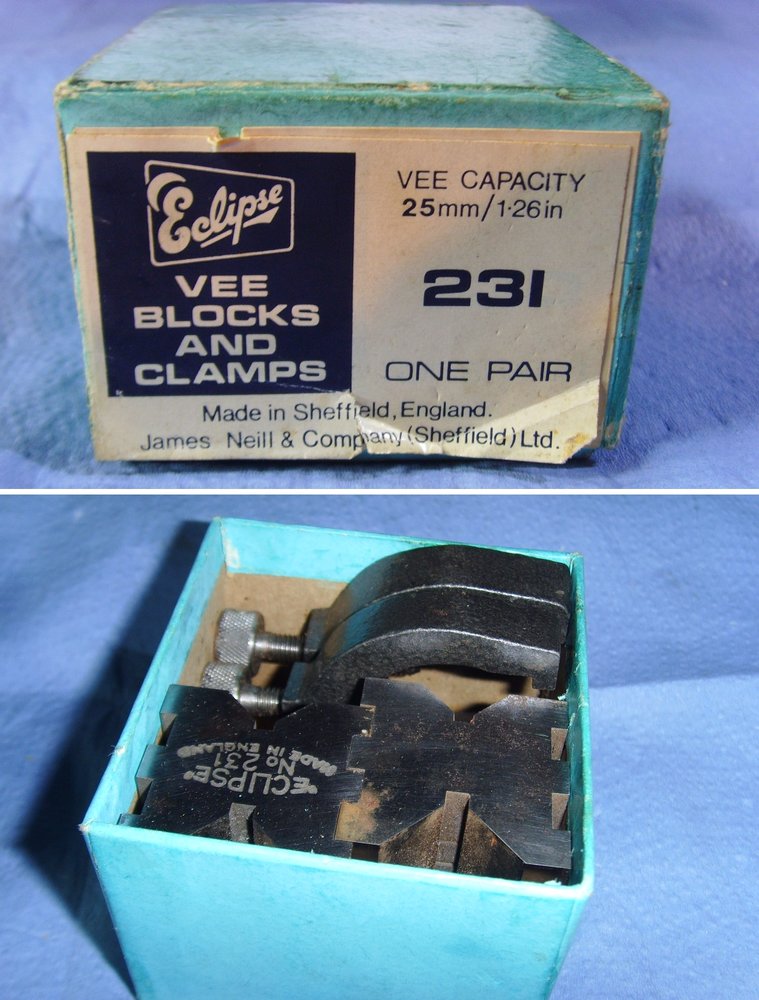 Eclipse
VEE
BLOCKS
AND
CLAMPS
VEE CAPACITY
25mm/1·26in
231
ONE PAIR
Made in Sheffield, England.
James Neill & Company (Sheffield) Ltd.
"ECLIPSE"
No 231
MADE IN ENGLAND